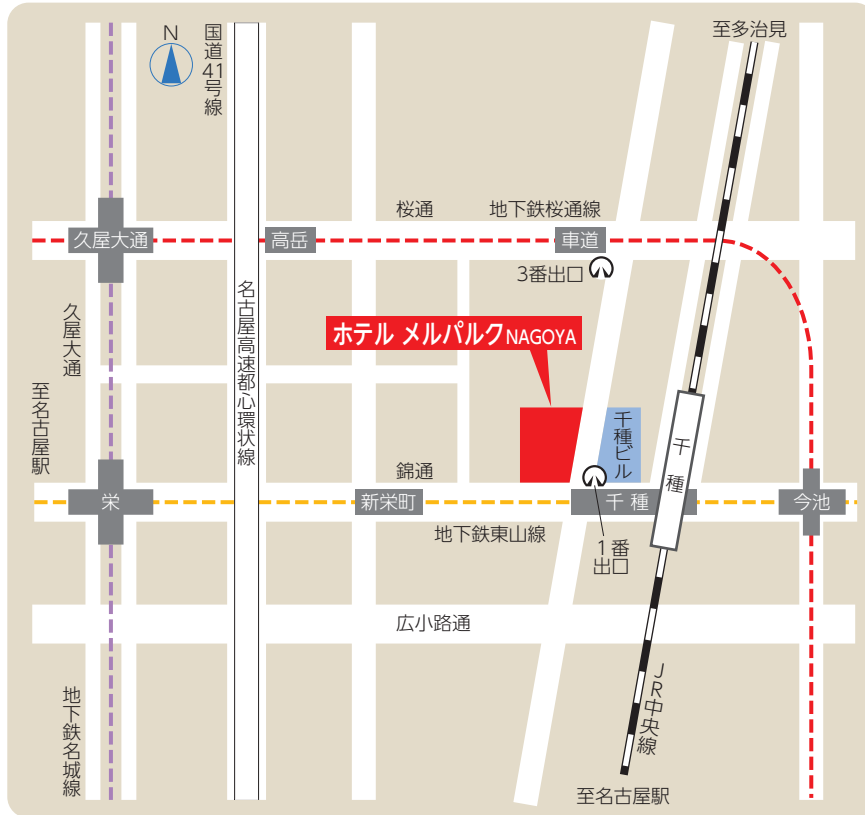 至多治見
N
国道41号線
桜通
地下鉄桜通線
久屋大通
高岳
車道
3番出口
久屋大通
名古屋高速都心環状線
ホテル メルパルクNAGOYA
至名古屋駅
千種ビル
千種
錦通
栄
新栄町
千種
今池
地下鉄東山線
1番
出口
広小路通
地下鉄名城線
JR中央線
至名古屋駅